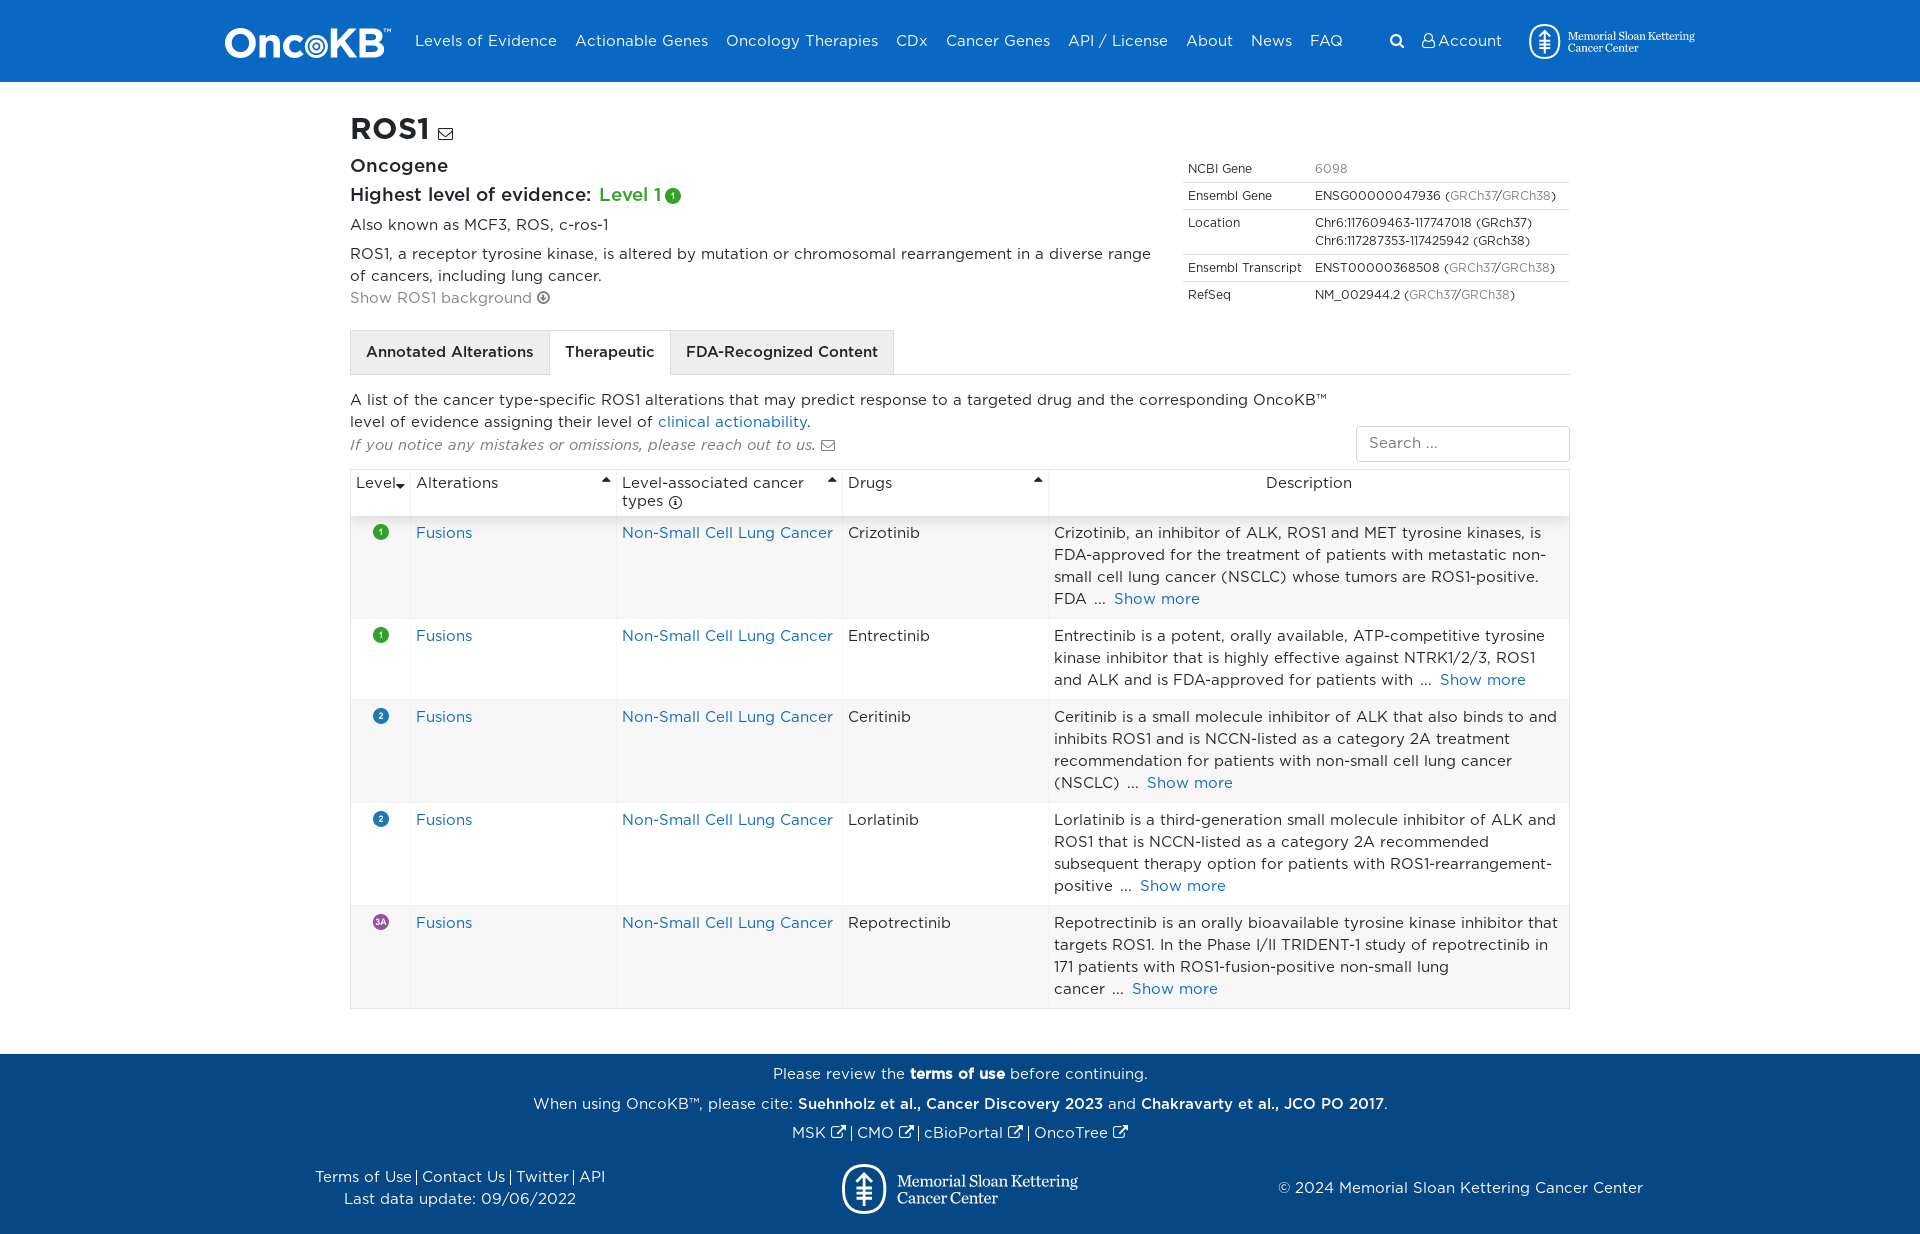 OncoKB™ Levels of Evidence Actionable Genes Oncology Therapies CDx Cancer Genes API / License About News FAQ Account Memorial Sloan Kettering
Cancer Center
ROS1
Oncogene
Highest level of evidence: Level 1 1
Also known as MCF3, ROS, c-ros-1
ROS1, a receptor tyrosine kinase, is altered by mutation or chromosomal rearrangement in a diverse range
of cancers, including lung cancer.
Show ROS1 background
NCBI Gene 6098
Ensembl Gene ENSG00000047936 (GRCh37/GRCh38)
Location Chr6:117609463-117747018 (GRch37)
Chr6:117287353-117425942 (GRch38)
Ensembl Transcript ENST00000368508 (GRCh37/GRCh38)
RefSeq NM_002944.2 (GRCh37/GRCh38)
Annotated Alterations Therapeutic FDA-Recognized Content
A list of the cancer type-specific ROS1 alterations that may predict response to a targeted drug and the corresponding OncoKB™
level of evidence assigning their level of clinical actionability.
If you notice any mistakes or omissions, please reach out to us.
Search ...
Level Alterations Level-associated cancer Drugs Description
types
1 Fusions Non-Small Cell Lung Cancer Crizotinib Crizotinib, an inhibitor of ALK, ROS1 and MET tyrosine kinases, is
FDA-approved for the treatment of patients with metastatic non-
small cell lung cancer (NSCLC) whose tumors are ROS1-positive.
FDA ... Show more
1 Fusions Non-Small Cell Lung Cancer Entrectinib Entrectinib is a potent, orally available, ATP-competitive tyrosine
kinase inhibitor that is highly effective against NTRK1/2/3, ROS1
and ALK and is FDA-approved for patients with ... Show more
2 Fusions Non-Small Cell Lung Cancer Ceritinib Ceritinib is a small molecule inhibitor of ALK that also binds to and
inhibits ROS1 and is NCCN-listed as a category 2A treatment
recommendation for patients with non-small cell lung cancer
(NSCLC) ... Show more
2 Fusions Non-Small Cell Lung Cancer Lorlatinib Lorlatinib is a third-generation small molecule inhibitor of ALK and
ROS1 that is NCCN-listed as a category 2A recommended
subsequent therapy option for patients with ROS1-rearrangement-
positive ... Show more
3A Fusions Non-Small Cell Lung Cancer Repotrectinib Repotrectinib is an orally bioavailable tyrosine kinase inhibitor that
targets ROS1. In the Phase I/II TRIDENT-1 study of repotrectinib in
171 patients with ROS1-fusion-positive non-small lung
cancer ... Show more
Please review the terms of use before continuing.
When using OncoKB™, please cite: Suehnholz et al., Cancer Discovery 2023 and Chakravarty et al., JCO PO 2017.
MSK | CMO | cBioPortal | OncoTree
Terms of Use | Contact Us | Twitter | API
Last data update: 09/06/2022
Memorial Sloan Kettering
Cancer Center
© 2024 Memorial Sloan Kettering Cancer Center